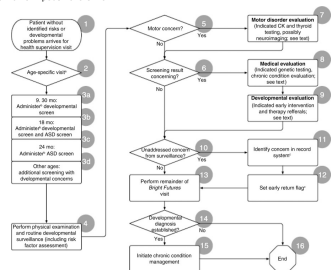 1
Patient without
identified risks or
developmental
problems arrives for
health supervision visit
2
Age-specific visit
3a
9, 30 mo:
Administer developmental
screen
3b
18 mo:
Administer developmental
screen and ASD screen
3c
24 mo:
Administer ASD screen
3d
Other ages:
additional screening with
developmental concerns
4
Perform physical examination
and routine developmental
surveillance (including risk
factor assessment)
5
Motor concern?
Yes
No
7
Motor disorder evaluation
(Indicated CK and thyroid
testing, possibly
neuroimaging; see text)
6
Screening result
concerning?
Yes
No
8
Medical evaluation
(Indicated genetic testing,
chronic condition evaluation;
see text)
9
Developmental evaluation
(Indicated early intervention
and therapy referrals;
see text)
10
Unaddressed concern
from surveillance?
Yes
No
11
Identify concern in record
system
12
Set early return flag
13
Perform remainder of
Bright Futures
visit
14
Developmental
diagnosis
established?
No
Yes
15
Initiate chronic condition
management
16
End